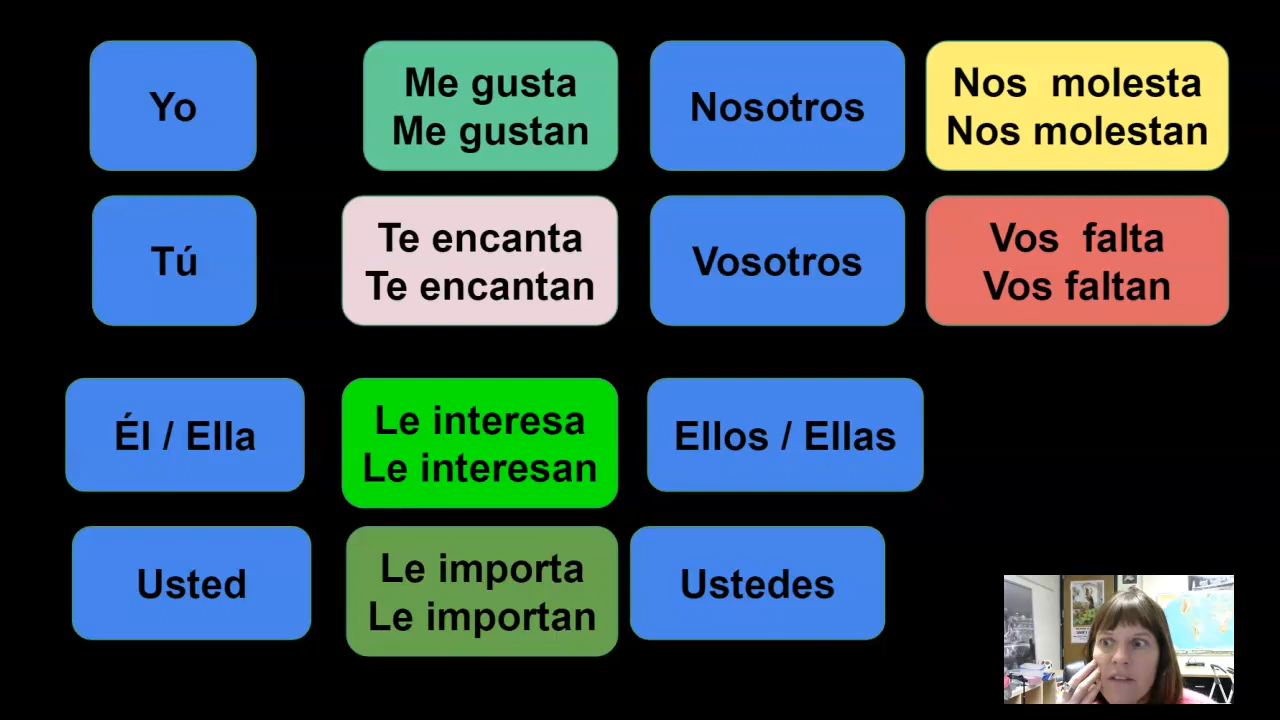 Yo
Me gusta
Me gustan
Nosotros
Nos molesta
Nos molestan
Tú
Te encanta
Te encantan
Vosotros
Vos falta
Vos faltan
Él / Ella
Le interesa
Le interesan
Ellos / Ellas
Usted
Le importa
Le importan
Ustedes